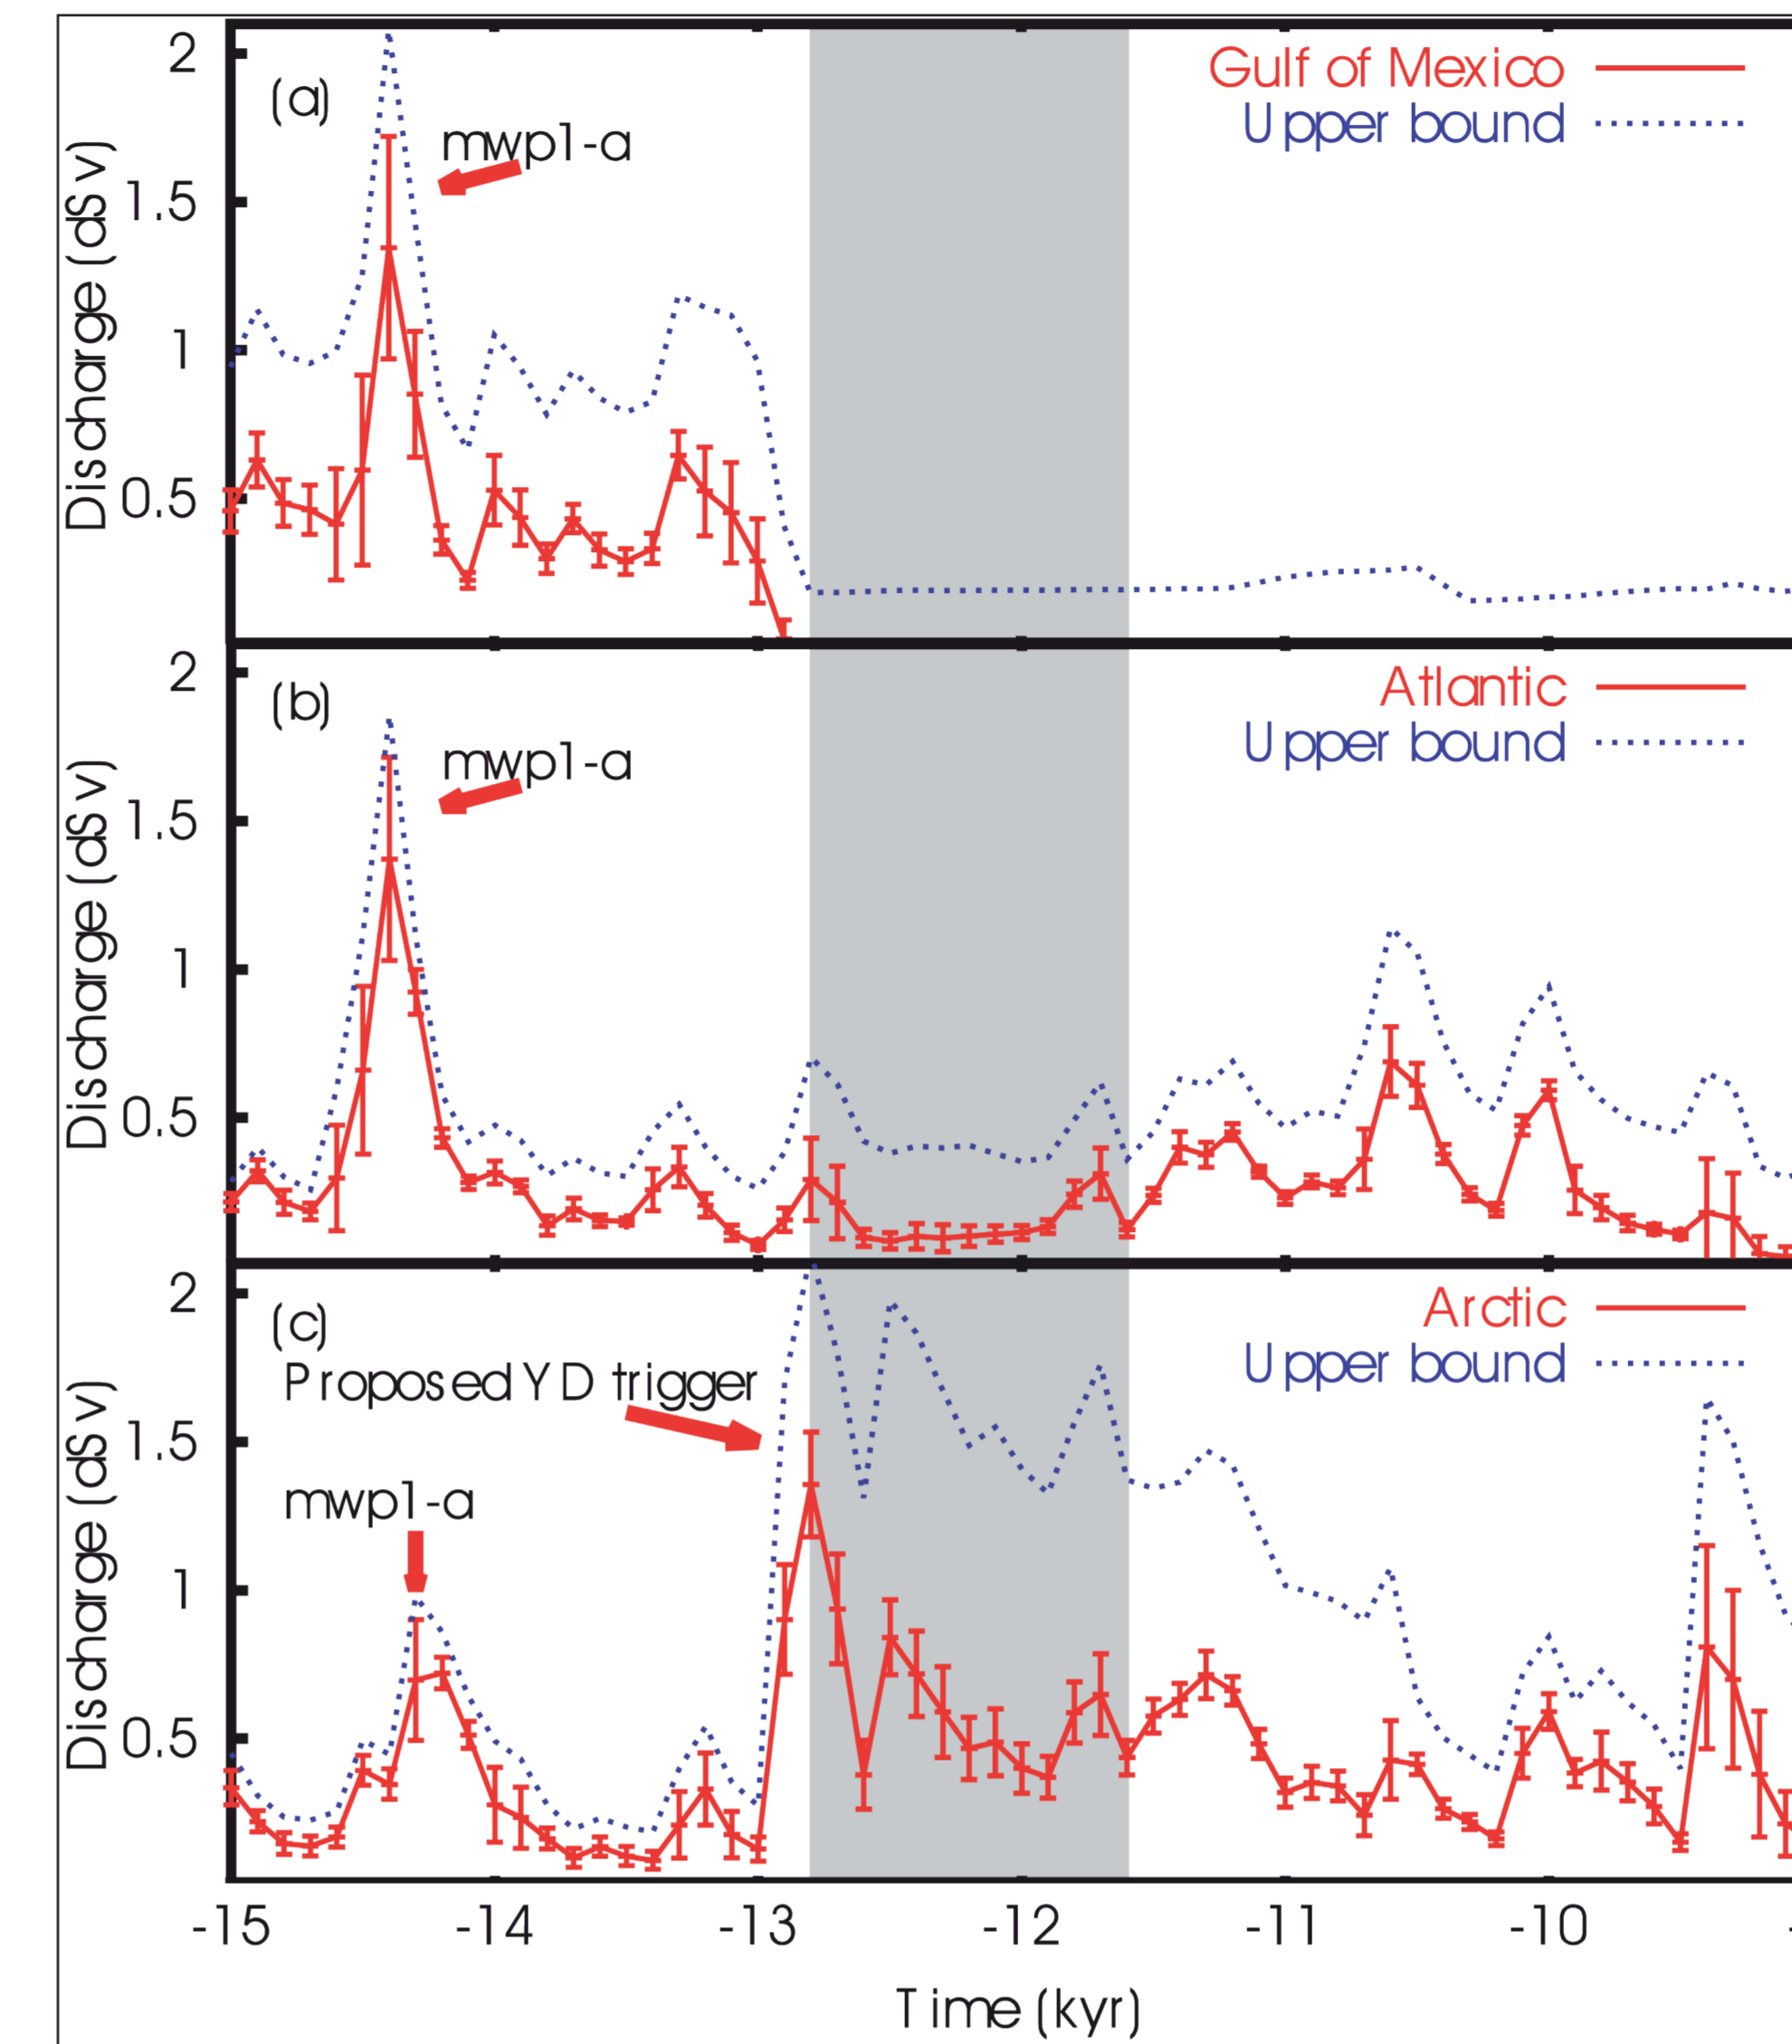 2
(a)
Gulf of Mexico
mwp1-a
Upper bound
1.5
1
0.5
Discharge (dSv)
2
(b)
Atlantic
mwp1-a
Upper bound
1.5
1
0.5
Discharge (dSv)
2
(c)
Arctic
Proposed YD trigger
Upper bound
1.5
mwp1-a
1
0.5
Discharge (dSv)
-15 -14 -13 -12 -11 -10
Time (kyr)